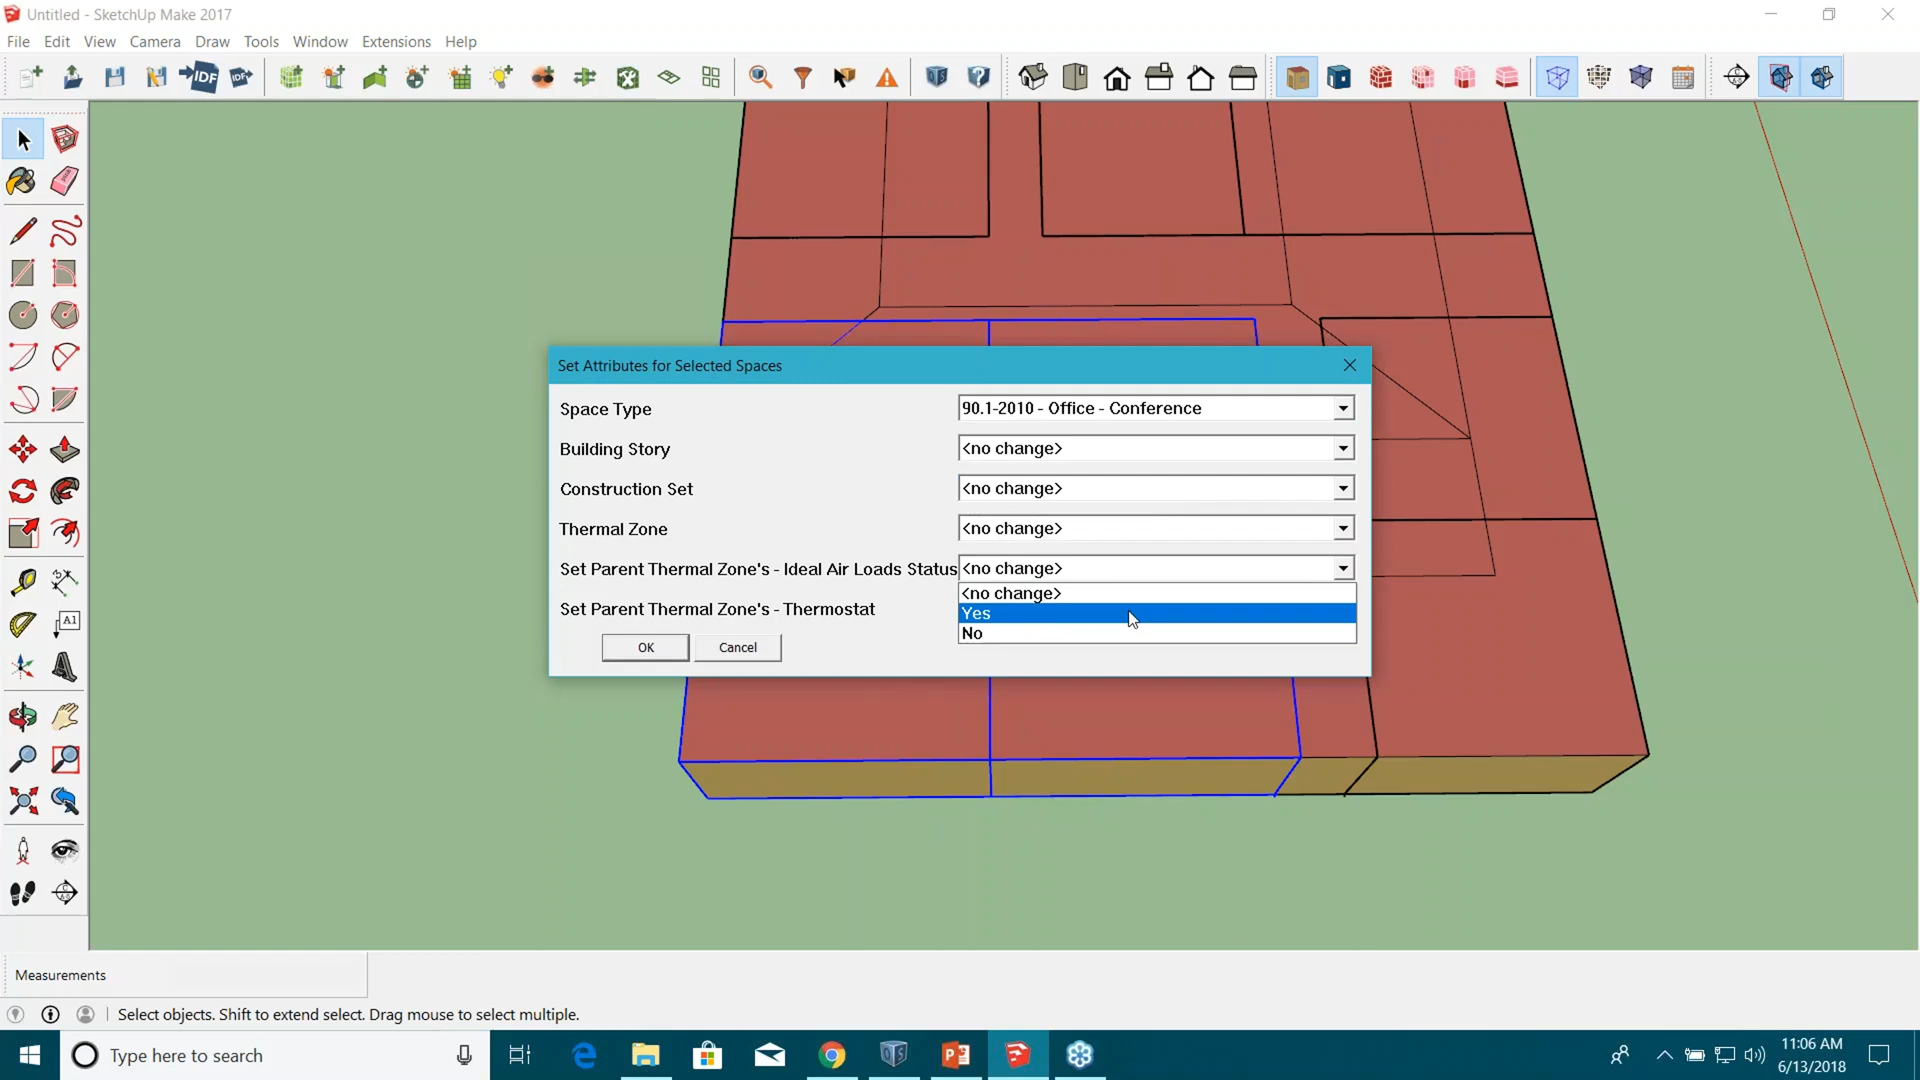 Untitled - SketchUp Make 2017
File Edit View Camera Draw Tools Window Extensions Help
IDF IDF
Set Attributes for Selected Spaces
Space Type 90.1-2010 - Office - Conference
Building Story <no change>
Construction Set <no change>
Thermal Zone <no change>
Set Parent Thermal Zone's - Ideal Air Loads Status <no change>
<no change>
Yes
No
Set Parent Thermal Zone's - Thermostat
OK Cancel
A1
Measurements
Select objects. Shift to extend select. Drag mouse to select multiple.
Type here to search
11:06 AM
6/13/2018